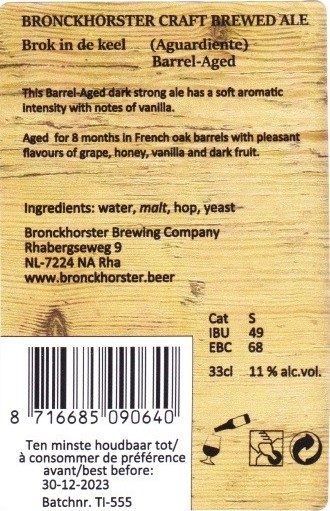 BRONCKHORSTER CRAFT BREWED ALE
Brok in de keel (Aguardiente)
Barrel-Aged
This Barrel-Aged dark strong ale has a soft aromatic
intensity with notes of vanilla.
Aged for 8 months in French oak barrels with pleasant
flavours of grape, honey, vanilla and dark fruit.
Ingredients: water, malt, hop, yeast
Bronckhorster Brewing Company
Rhabergseweg 9
NL-7224 NA Rha
www.bronckhorster.beer
Cat S
IBU 49
EBC 68
33cl 11 % alc.vol.
8 716685 090640
Ten minste houdbaar tot/
à consommer de préférence
avant/best before:
30-12-2023
Batchnr. TI-555